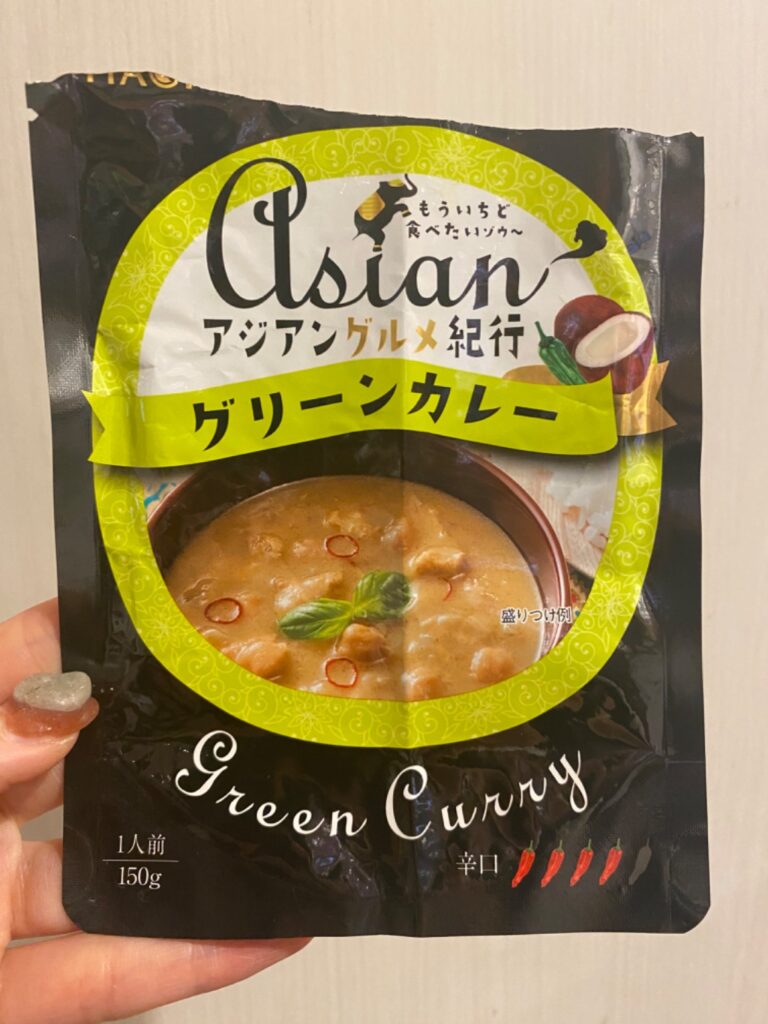 もういちど
食べたいゾウ～
Asian
アジアングルメ紀行
グリーンカレー
盛りつけ例
Green Curry
1人前
150g
辛口